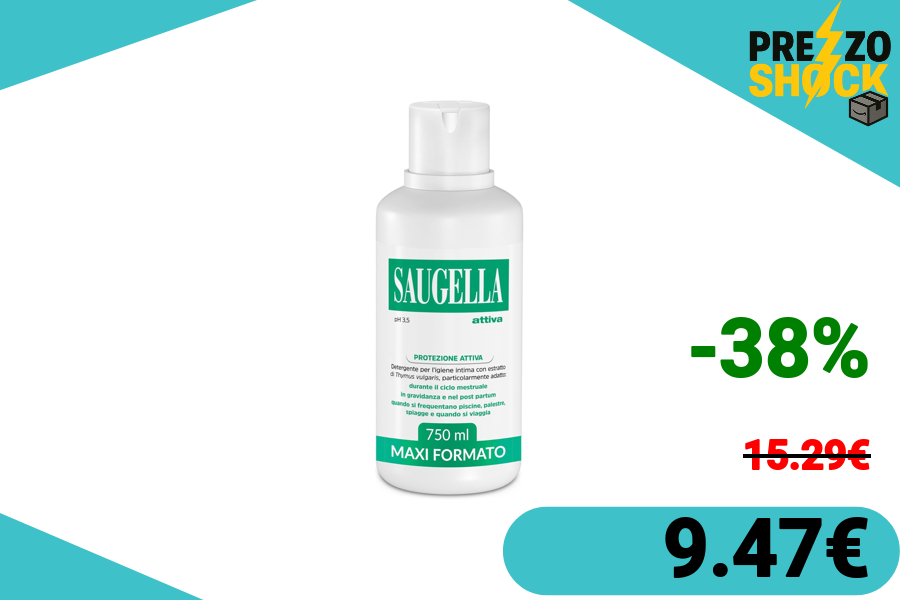 PREZZO
SHOCK
SAUGELLA
pH 3,5
attiva
PROTEZIONE ATTIVA
Detergente per l'igiene intima con estratto
di Thymus vulgaris, particolarmente adatto:
durante il ciclo mestruale
in gravidanza e nel post partum
quando si frequentano piscine, palestre,
spiagge e quando si viaggia
750 ml
MAXI FORMATO
-38%
15.29€
9.47€